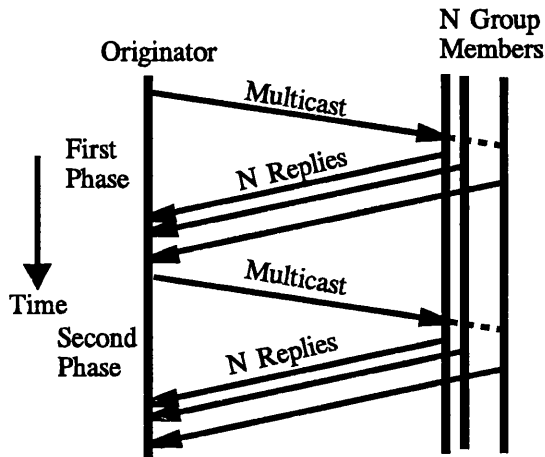 N Group
Members
Originator
Multicast
First
Phase
N Replies
Multicast
Time
Second
Phase
N Replies